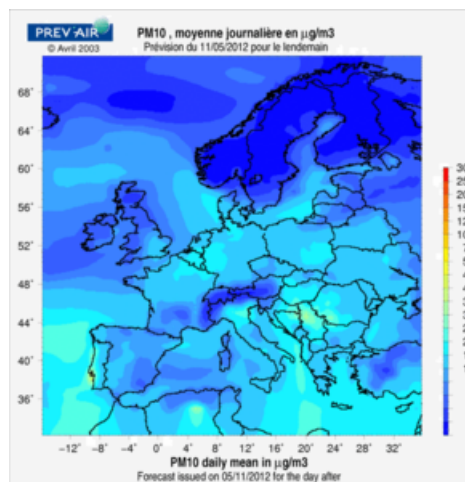 PREV'AIR
© Avril 2003
PM10 , moyenne journalière en µg/m3
Prévision du 11/05/2012 pour le lendemain
68°
64°
60°
56°
52°
48°
44°
40°
36°
−12° −8° −4° 0° 4° 8° 12° 16° 20° 24° 28° 32°
PM10 daily mean in µg/m3
Forecast issued on 05/11/2012 for the day after